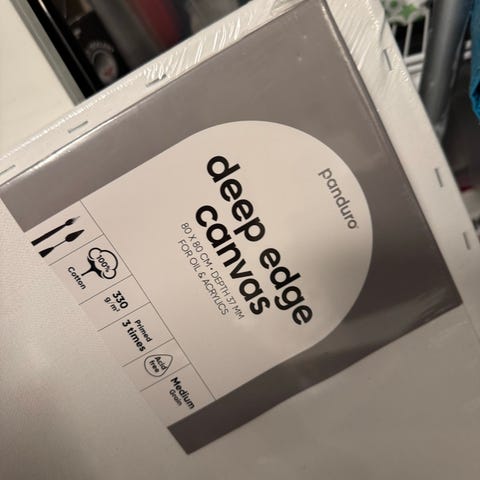 panduro
deep edge
canvas
80 X 80 CM • DEPTH 37 MM
FOR OIL & ACRYLICS
100%
Cotton
330
g/m²
Primed
3 times
Acid
free
Medium
Grain